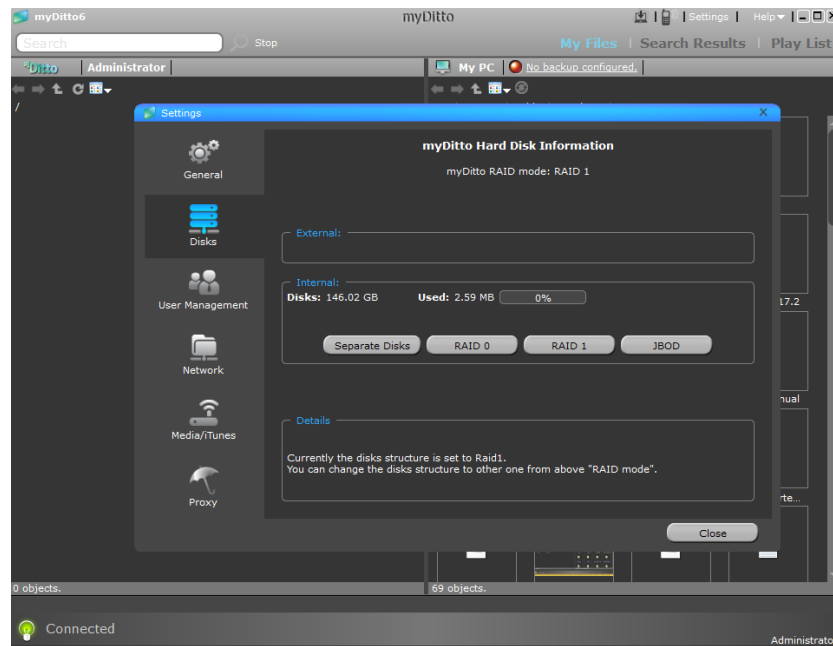 myDitto6
myDitto
Settings
Help
Search
Stop
My Files
Search Results
Play List
Ditto
Administrator
My PC
No backup configured.
/
Settings
General
Disks
User Management
Network
Media/iTunes
Proxy
myDitto Hard Disk Information
myDitto RAID mode: RAID 1
External:
Internal:
Disks: 146.02 GB Used: 2.59 MB 0%
Separate Disks RAID 0 RAID 1 JBOD
Details
Currently the disks structure is set to Raid1.
You can change the disks structure to other one from above "RAID mode".
Close
17.2
nual
rte...
0 objects.
69 objects.
Connected
Administrato